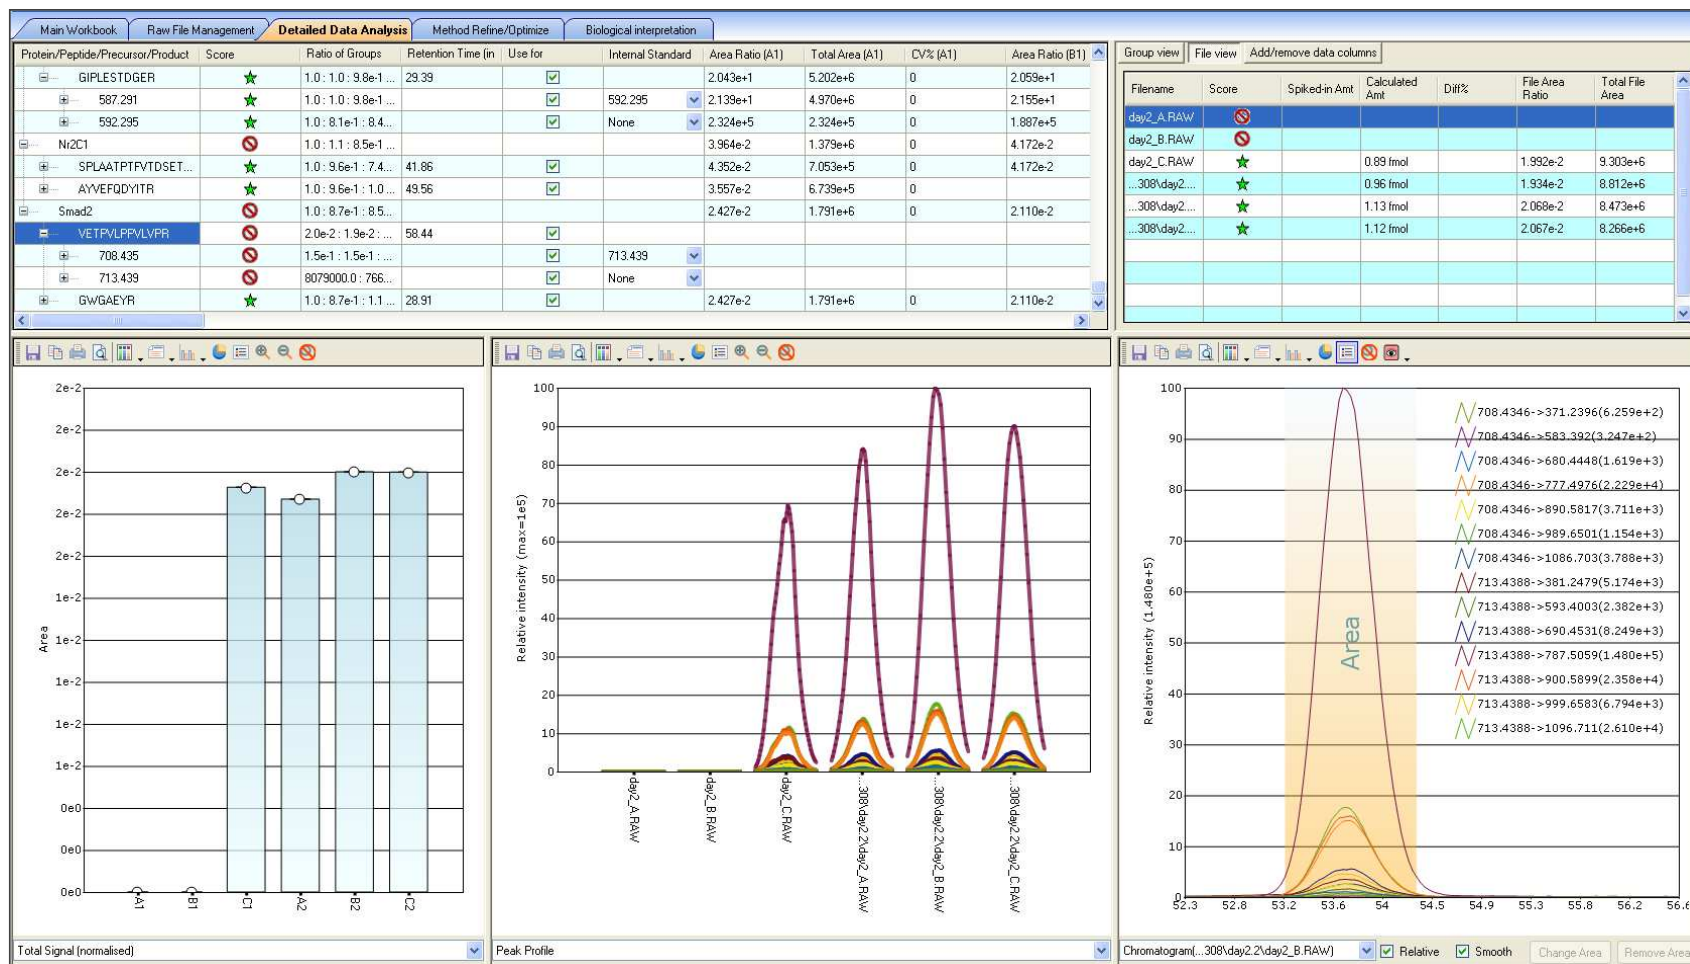 Main Workbook Raw File Management Detailed Data Analysis Method Refine/Optimize Biological interpretation
Protein/Peptide/Precursor/Product Score Ratio of Groups Retention Time (in Use for Internal Standard Area Ratio (A1) Total Area (A1) CV% (A1) Area Ratio (B1)
GIPLESTDGER 1.0 : 1.0 : 9.8e-1 ... 29.39 2.043e+1 5.202e+6 0 2.059e+1
587.291 1.0 : 1.0 : 9.8e-1 ... 592.295 2.139e+1 4.970e+6 0 2.155e+1
592.295 1.0 : 8.1e-1 : 8.4... None 2.324e+5 2.324e+5 0 1.887e+5
Nr2C1 1.0 : 1.1 : 8.5e-1 ... 3.964e-2 1.379e+6 0 4.172e-2
SPLAATPTFVTDSET... 1.0 : 9.6e-1 : 7.4... 41.86 4.352e-2 7.053e+5 0 4.172e-2
AYVEFQDYITR 1.0 : 9.6e-1 : 1.0 ... 49.56 3.557e-2 6.739e+5 0
Smad2 1.0 : 8.7e-1 : 8.5... 2.427e-2 1.791e+6 0 2.110e-2
VETPVLPPVLVPR 2.0e-2 : 1.9e-2 : ... 58.44
708.435 1.5e-1 : 1.5e-1 : ... 713.439
713.439 8079000.0 : 766... None
GWGAEYR 1.0 : 8.7e-1 : 1.1 ... 28.91 2.427e-2 1.791e+6 0 2.110e-2
Group view File view Add/remove data columns
Filename Score Spiked-in Amt Calculated Amt Diff% File Area Ratio Total File Area
day2_A.RAW
day2_B.RAW
day2_C.RAW 0.89 fmol 1.992e-2 9.303e+6
...308\day2.... 0.96 fmol 1.934e-2 8.812e+6
...308\day2.... 1.13 fmol 2.068e-2 8.473e+6
...308\day2.... 1.12 fmol 2.067e-2 8.266e+6
2e-2
2e-2
2e-2
2e-2
2e-2
1e-2
1e-2
1e-2
1e-2
1e-2
0e0
0e0
0e0
Area
A1 B1 C1 A2 B2 C2
Total Signal (normalised)
100
90
80
70
60
50
40
30
20
10
0
Relative intensity (max=1e5)
day2_A.RAW
day2_B.RAW
day2_C.RAW
...308\day2.2\day2_A.RAW
...308\day2.2\day2_B.RAW
...308\day2.2\day2_C.RAW
Peak Profile
100
90
80
70
60
50
40
30
20
10
0
Relative intensity (1.480e+5)
Area
708.4346->371.2396(6.259e+2)
708.4346->583.392(3.247e+2)
708.4346->680.4448(1.619e+3)
708.4346->777.4976(2.229e+4)
708.4346->890.5817(3.711e+3)
708.4346->989.6501(1.154e+3)
708.4346->1086.703(3.788e+3)
713.4388->381.2479(5.174e+3)
713.4388->593.4003(2.382e+3)
713.4388->690.4531(8.249e+3)
713.4388->787.5059(1.480e+5)
713.4388->900.5899(2.358e+4)
713.4388->999.6583(6.794e+3)
713.4388->1096.711(2.610e+4)
52.3 52.8 53.2 53.6 54 54.5 54.9 55.3 55.8 56.2 56.6
Chromatogram(...308\day2.2\day2_B.RAW) Relative Smooth Change Area Remove Area